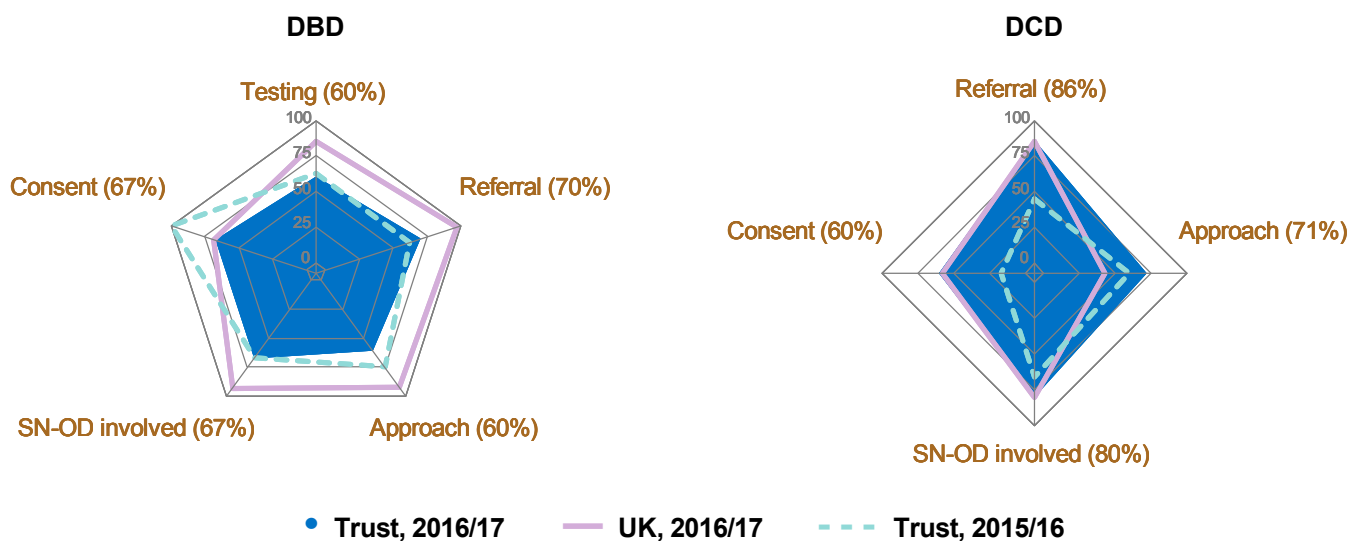 DBD
DCD
Testing (60%)
Referral (86%)
100
75
50
25
0
100
75
50
25
0
Consent (67%)
Referral (70%)
Consent (60%)
Approach (71%)
SN-OD involved (67%)
Approach (60%)
SN-OD involved (80%)
Trust, 2016/17
UK, 2016/17
Trust, 2015/16